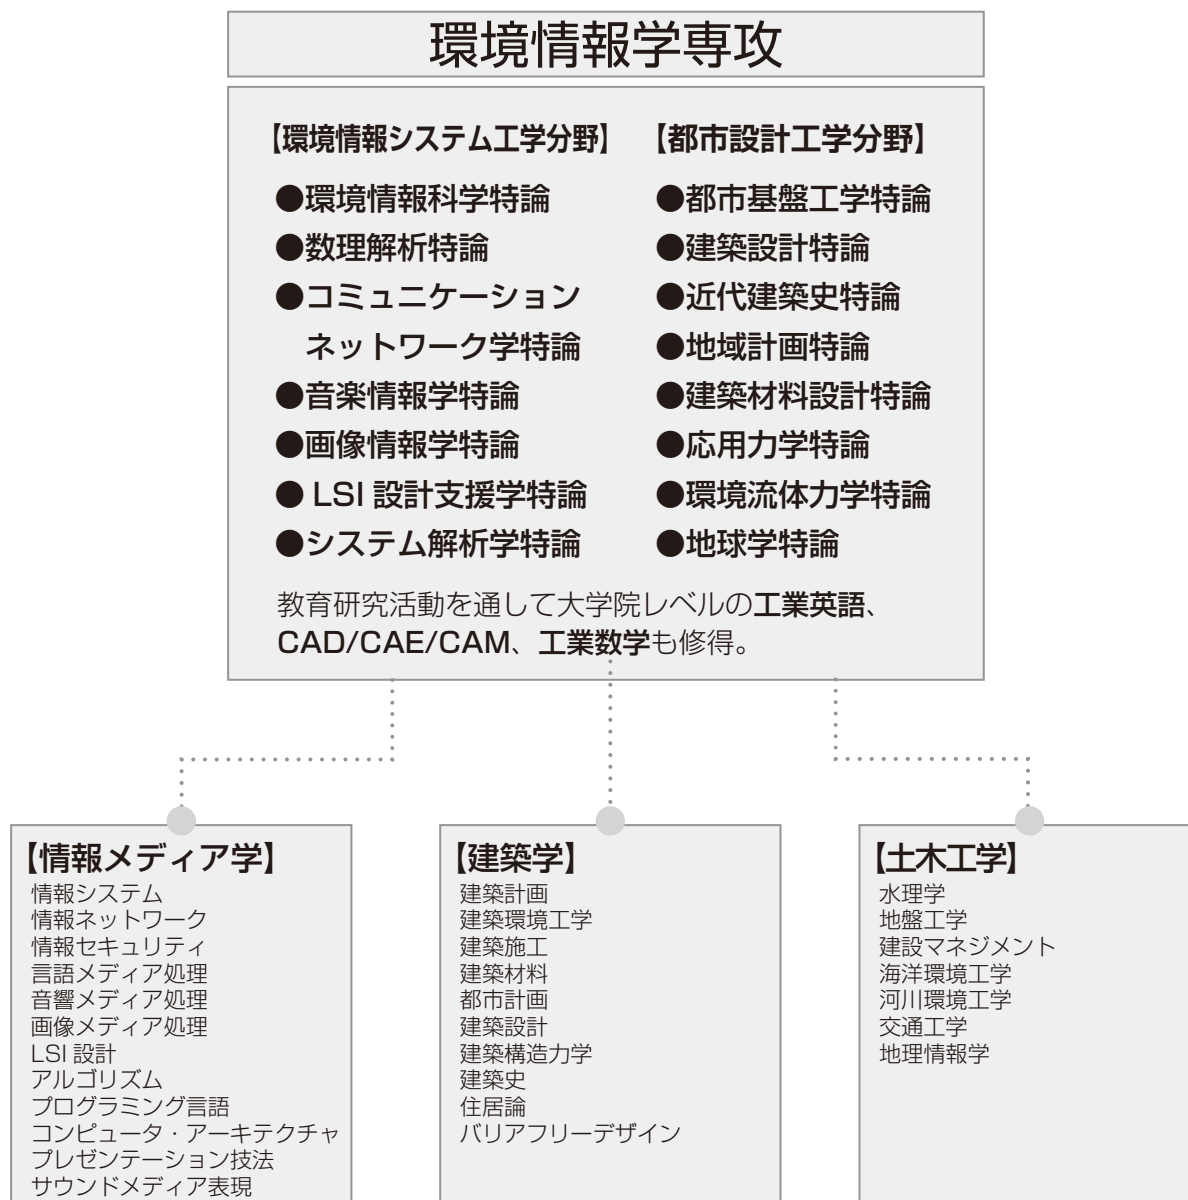 環境情報学専攻
【環境情報システム工学分野】
●環境情報科学特論
●数理解析特論
●コミュニケーション
ネットワーク学特論
●音楽情報学特論
●画像情報学特論
●LSI 設計支援学特論
●システム解析学特論
【都市設計工学分野】
●都市基盤工学特論
●建築設計特論
●近代建築史特論
●地域計画特論
●建築材料設計特論
●応用力学特論
●環境流体力学特論
●地球学特論
教育研究活動を通して大学院レベルの工業英語、
CAD/CAE/CAM、工業数学も修得。
【情報メディア学】
情報システム
情報ネットワーク
情報セキュリティ
言語メディア処理
音響メディア処理
画像メディア処理
LSI 設計
アルゴリズム
プログラミング言語
コンピュータ・アーキテクチャ
プレゼンテーション技法
サウンドメディア表現
【建築学】
建築計画
建築環境工学
建築施工
建築材料
都市計画
建築設計
建築構造力学
建築史
住居論
バリアフリーデザイン
【土木工学】
水理学
地盤工学
建設マネジメント
海洋環境工学
河川環境工学
交通工学
地理情報学